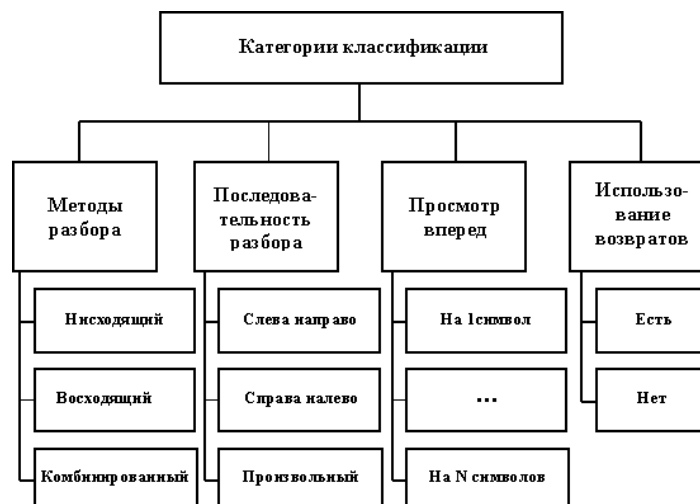 Категории классификации
Методы
разбора
Последова-
тельность
разбора
Просмотр
вперед
Использо-
вание
возвратов
Нисходящий
Слева направо
На 1символ
Есть
Восходящий
Справа налево
...
Нет
Комбинированный
Произвольный
На N символов